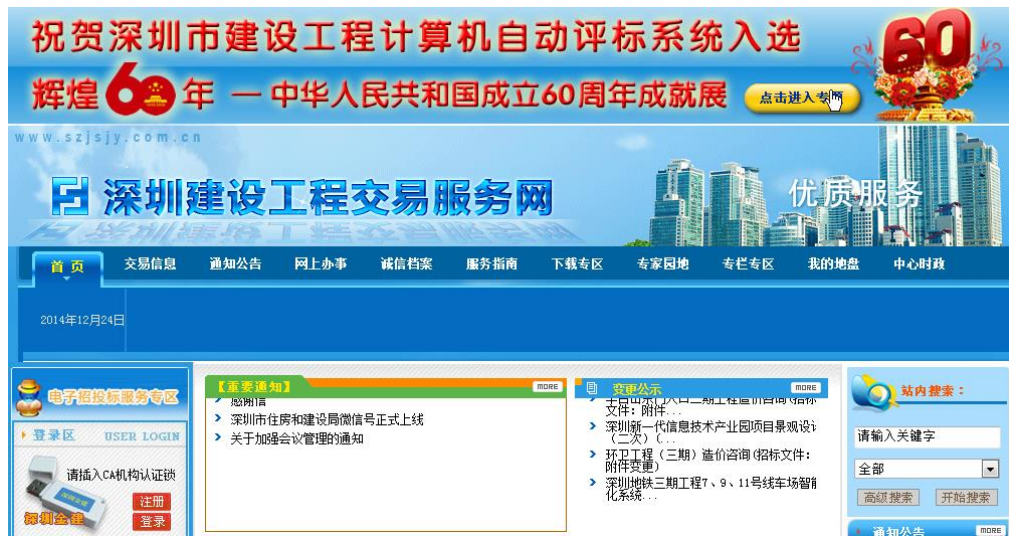 祝贺深圳市建设工程计算机自动评标系统入选
60
辉煌60年 — 中华人民共和国成立60周年成就展
点击进入专
www.szjsjy.com.cn
深圳建设工程交易服务网
优质服务
首页 交易信息 通知公告 网上办事 诚信档案 服务指南 下载专区 专家园地 专栏专区 我的地盘 中心时政
2014年12月24日
电子招投标服务专区
登录区 USER LOGIN
请插入CA机构认证锁
注册
登录
深圳金建
【重要通知】 MORE
感谢信
深圳市住房和建设局微信号正式上线
关于加强会议管理的通知
变更公示 MORE
文件：附件...
深圳新一代信息技术产业园项目景观设计
（二次）（...
环卫工程（三期）造价咨询(招标文件：
附件变更)
深圳地铁三期工程7、9、11号线车场智能
化系统...
站内搜索：
请输入关键字
全部
高级搜索 开始搜索
通知公告 MORE